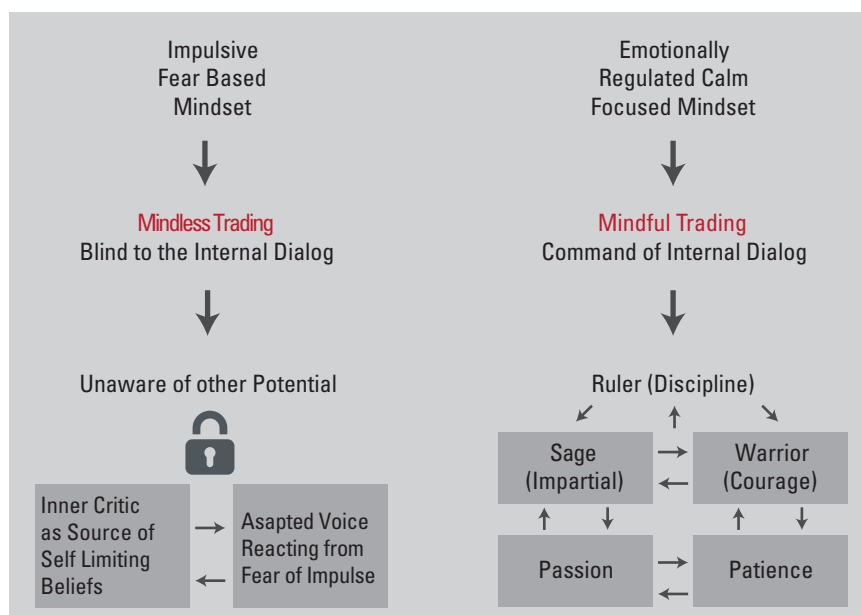 Impulsive
Fear Based
Mindset
Mindless Trading
Blind to the Internal Dialog
Unaware of other Potential
Inner Critic
as Source of
Self Limiting
Beliefs
Asapted Voice
Reacting from
Fear of Impulse
Emotionally
Regulated Calm
Focused Mindset
Mindful Trading
Command of Internal Dialog
Ruler (Discipline)
Sage
(Impartial)
Warrior
(Courage)
Passion
Patience